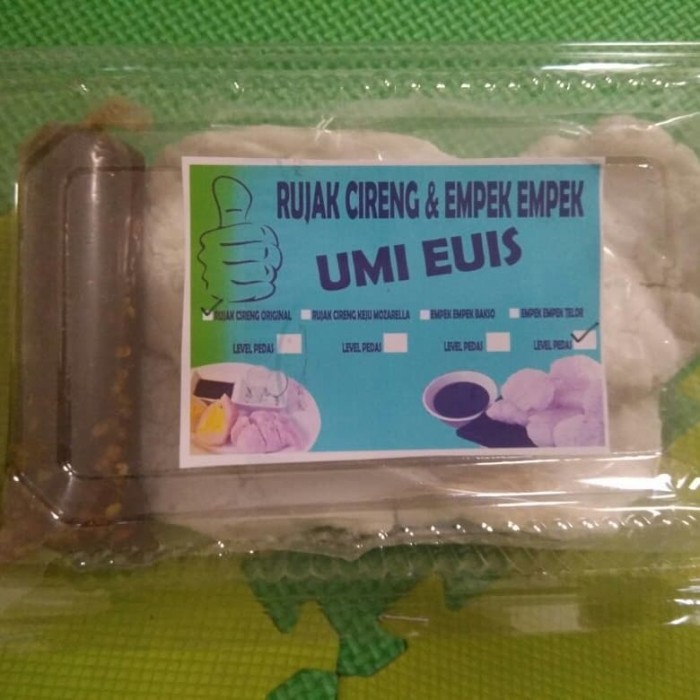 RUJAK CIRENG & EMPEK EMPEK
UMI EUIS
RUJAK CIRENG ORIGINAL RUJAK CIRENG KEJU MOZARELLA EMPEK EMPEK BAKSO EMPEK EMPEK TELOR
LEVEL PEDAS LEVEL PEDAS LEVEL PEDAS LEVEL PEDAS